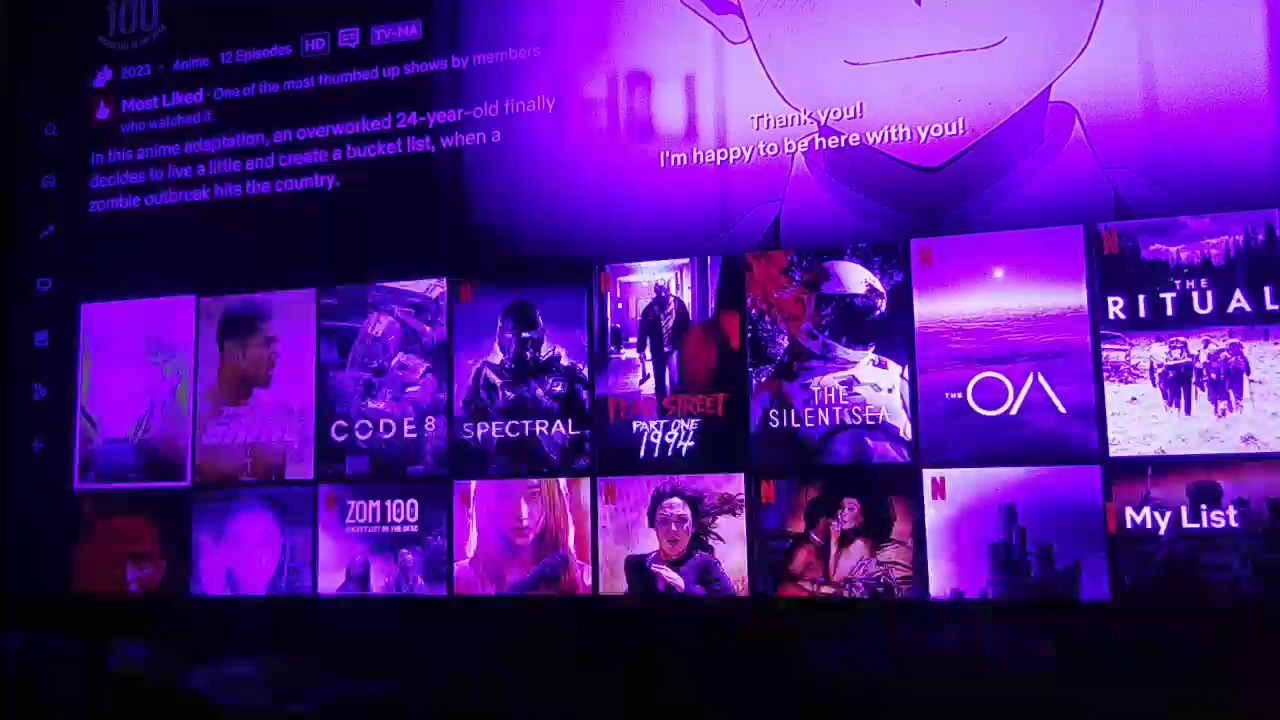 100
2023 · Anime 12 Episodes HD TV-MA
Most Liked · One of the most thumbed up shows by members
who watched it.
In this anime adaptation, an overworked 24-year-old finally
decides to live a little and create a bucket list, when a
zombie outbreak hits the country.
Thank you!
I'm happy to be here with you!
CODE 8
SPECTRAL
FEAR STREET
PART ONE
1994
THE
SILENT SEA
THE OA
THE
RITUAL
ZOM 100
My List